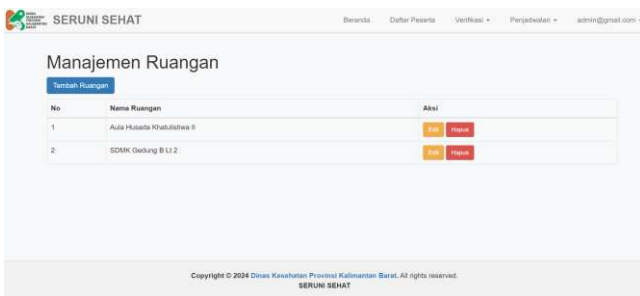 SERUNI SEHAT
Beranda Daftar Peserta Verifikasi Penjadwalan admin@gmail.com
Manajemen Ruangan
Tambah Ruangan
No Nama Ruangan Aksi
1 Aula Husada Khatulistiwa II Edit Hapus
2 SDMK Gedung B Lt 2 Edit Hapus
Copyright © 2024 Dinas Kesehatan Provinsi Kalimantan Barat. All rights reserved.
SERUNI SEHAT